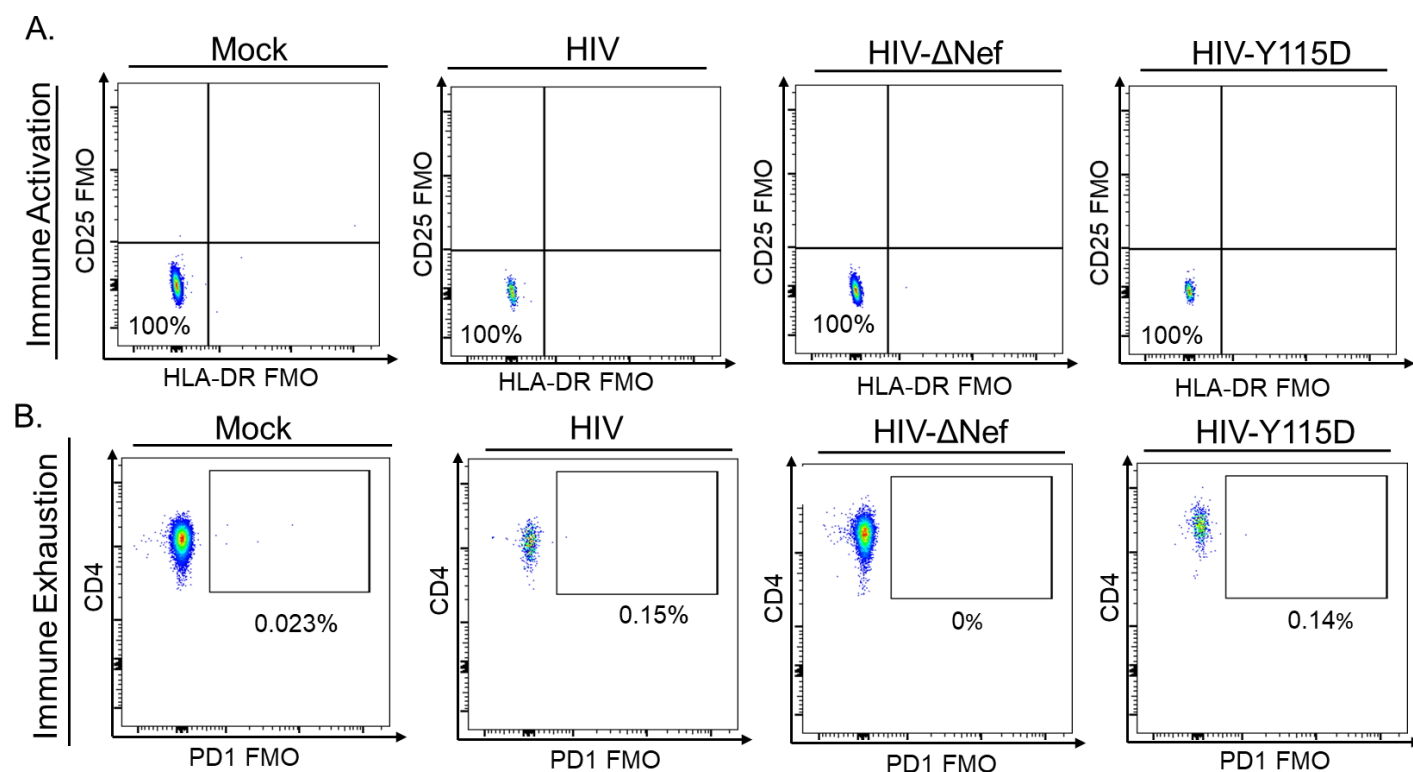 A.
Mock
HIV
HIV-ΔNef
HIV-Y115D
Immune Activation
CD25 FMO
100%
HLA-DR FMO
CD25 FMO
100%
HLA-DR FMO
CD25 FMO
100%
HLA-DR FMO
CD25 FMO
100%
HLA-DR FMO
B.
Mock
HIV
HIV-ΔNef
HIV-Y115D
Immune Exhaustion
CD4
0.023%
PD1 FMO
CD4
0.15%
PD1 FMO
CD4
0%
PD1 FMO
CD4
0.14%
PD1 FMO